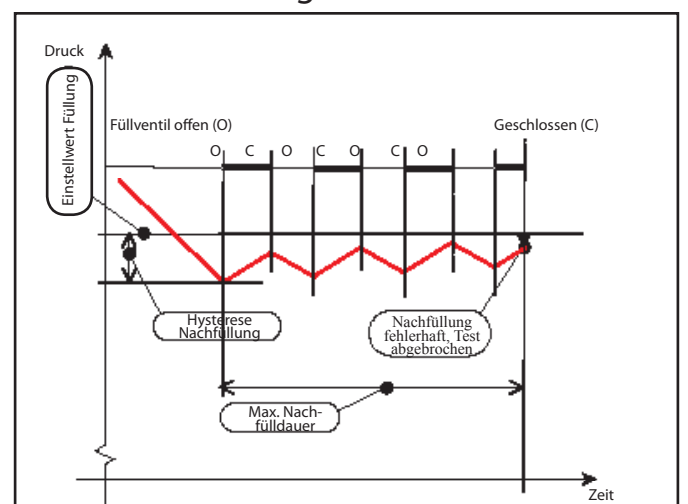 Druck
Einstellwert Füllung
Füllventil offen (O)
Geschlossen (C)
O C O C O C O
Hysterese
Nachfüllung
Nachfüllung
fehlerhaft, Test
abgebrochen
Max. Nach-
fülldauer
Zeit